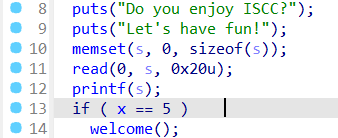 8 puts("Do you enjoy ISCC?");
9 puts("Let's have fun!");
10 memset(s, 0, sizeof(s));
11 read(0, s, 0x20u);
12 printf(s);
13 if ( x == 5 )
14 welcome();